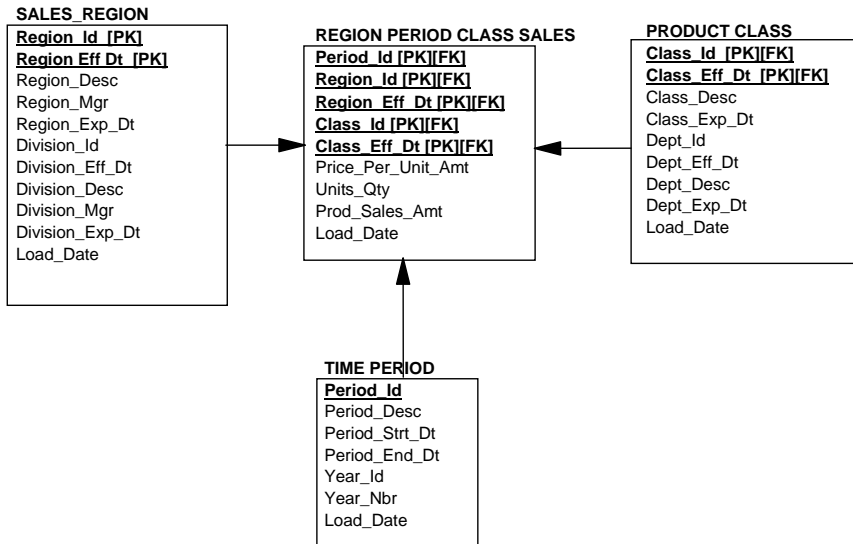 SALES_REGION
Region_Id [PK]
Region Eff Dt [PK]
Region_Desc
Region_Mgr
Region_Exp_Dt
Division_Id
Division_Eff_Dt
Division_Desc
Division_Mgr
Division_Exp_Dt
Load_Date
REGION PERIOD CLASS SALES
Period_Id [PK][FK]
Region_Id [PK][FK]
Region_Eff_Dt [PK][FK]
Class_Id [PK][FK]
Class_Eff_Dt [PK][FK]
Price_Per_Unit_Amt
Units_Qty
Prod_Sales_Amt
Load_Date
PRODUCT CLASS
Class_Id [PK][FK]
Class_Eff_Dt [PK][FK]
Class_Desc
Class_Exp_Dt
Dept_Id
Dept_Eff_Dt
Dept_Desc
Dept_Exp_Dt
Load_Date
TIME PERIOD
Period_Id
Period_Desc
Period_Strt_Dt
Period_End_Dt
Year_Id
Year_Nbr
Load_Date